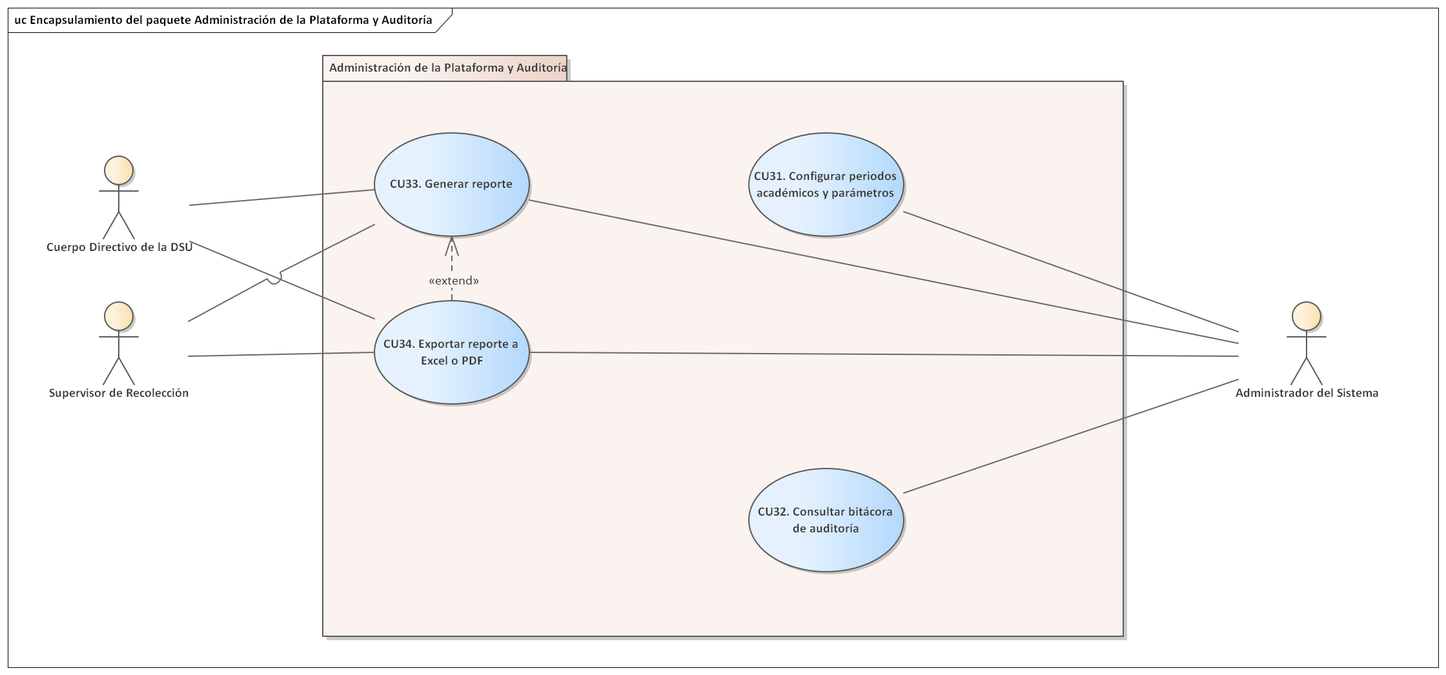 uc Encapsulamiento del paquete Administración de la Plataforma y Auditoría
Administración de la Plataforma y Auditoría
CU33. Generar reporte
CU31. Configurar periodos
académicos y parámetros
Cuerpo Directivo de la DSU
«extend»
CU34. Exportar reporte a
Excel o PDF
Supervisor de Recolección
Administrador del Sistema
CU32. Consultar bitácora
de auditoría